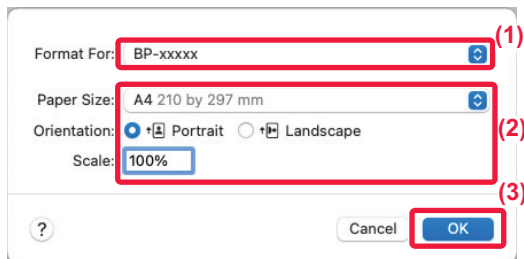 (1)
Format For: BP-xxxxx
Paper Size: A4 210 by 297 mm
Orientation: Portrait Landscape
(2)
Scale: 100%
(3)
? Cancel OK